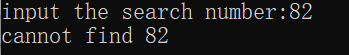 input the search number:82
cannot find 82